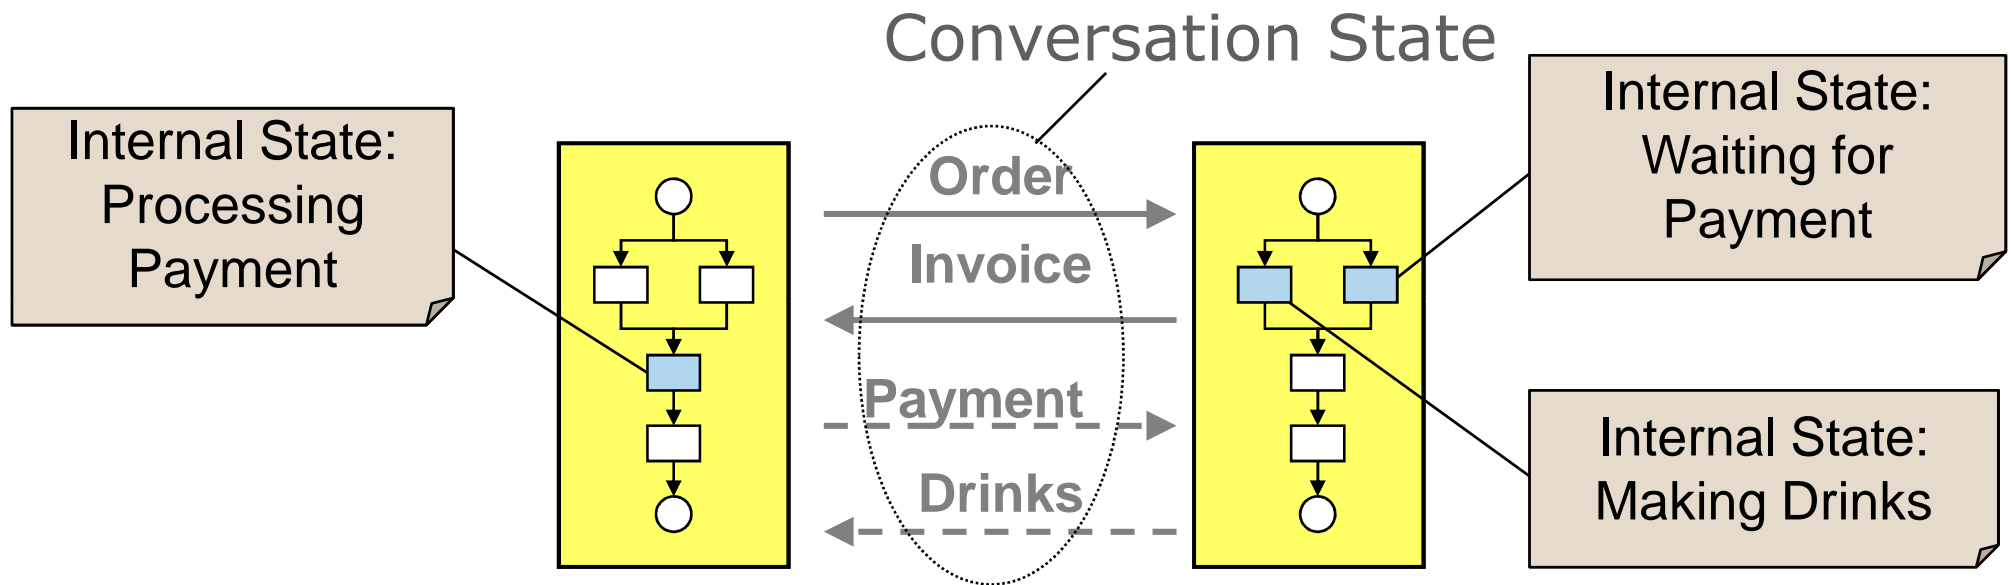 Conversation State
Internal State:
Processing
Payment
Order
Invoice
Payment
Drinks
Internal State:
Waiting for
Payment
Internal State:
Making Drinks